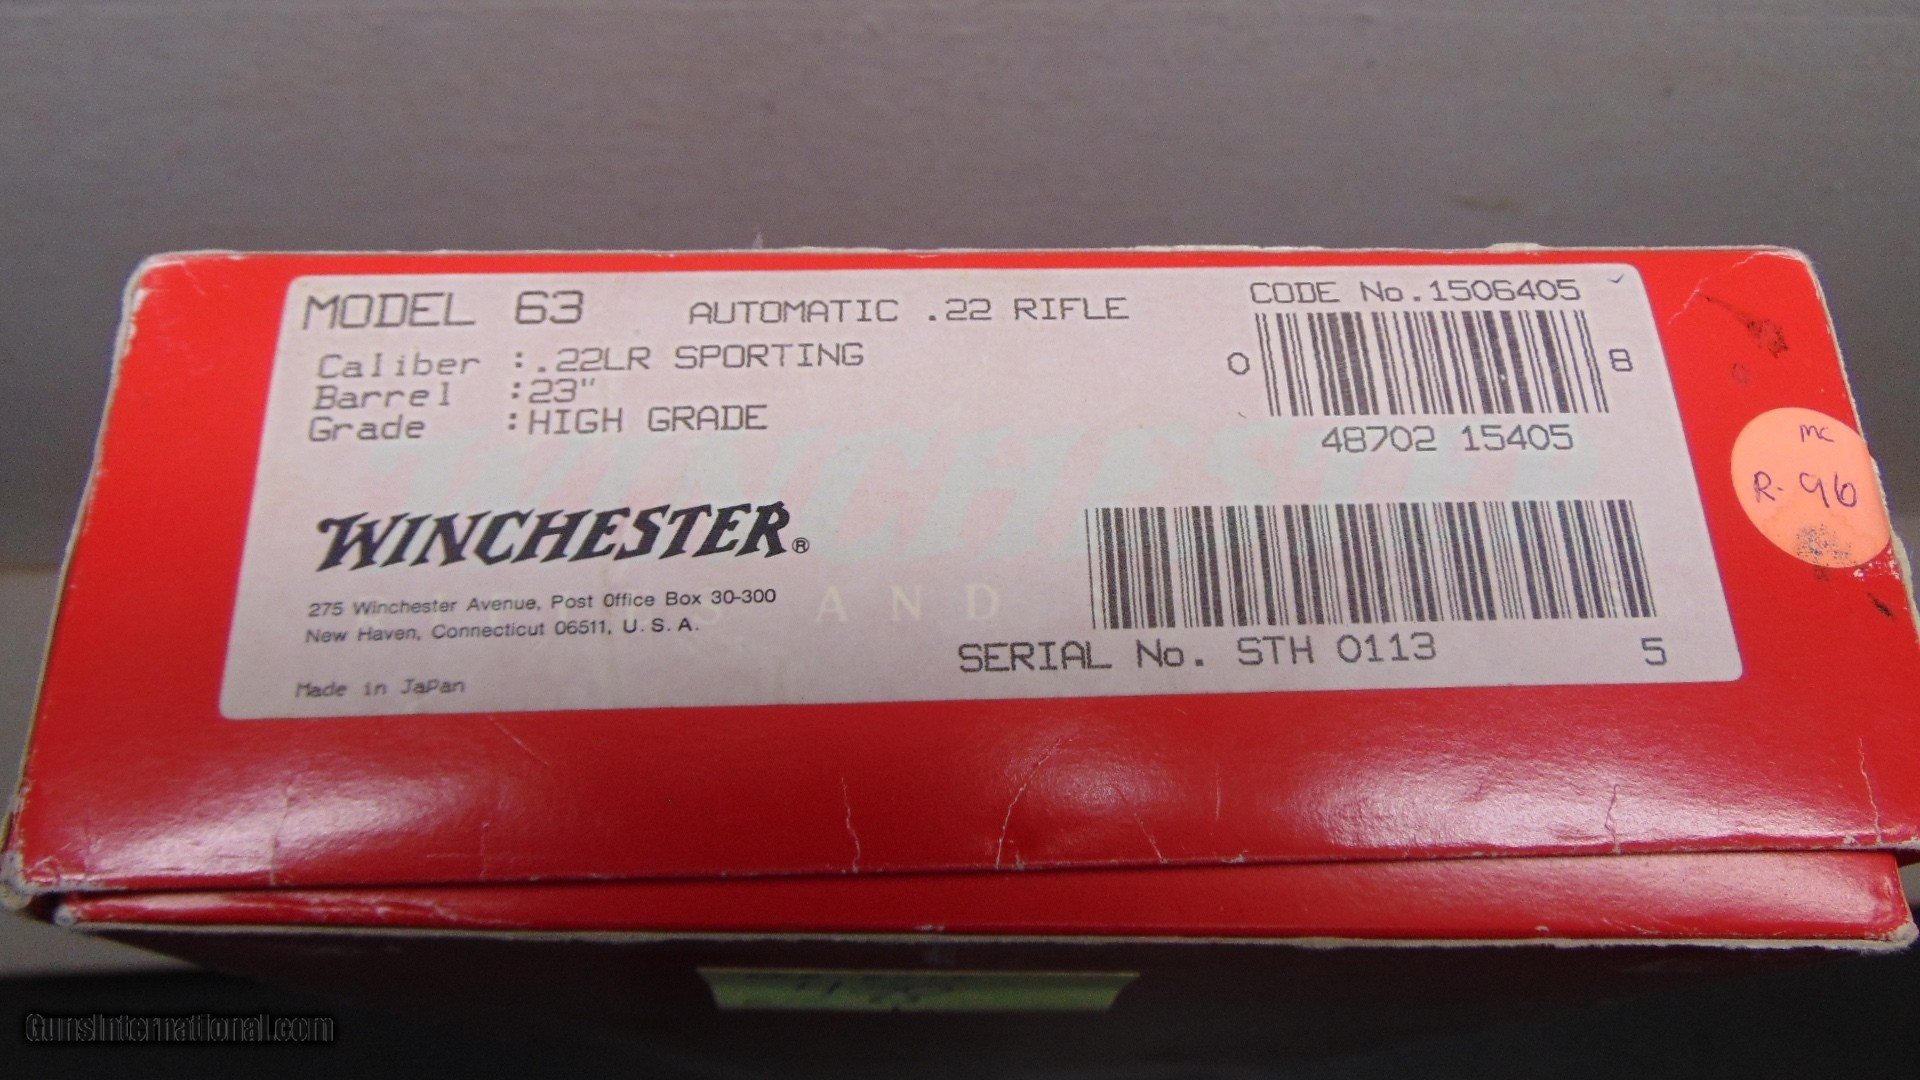 MODEL 63 AUTOMATIC .22 RIFLE
Caliber :.22LR SPORTING
Barrel :23"
Grade :HIGH GRADE
WINCHESTER®
275 Winchester Avenue, Post Office Box 30-300
New Haven, Connecticut 06511, U.S.A.
Made in JaPan
CODE No.1506405
0 8
48702 15405
SERIAL No. STH 0113 5
WINCHESTER
AND
MC
R-96
GunsInternational.com